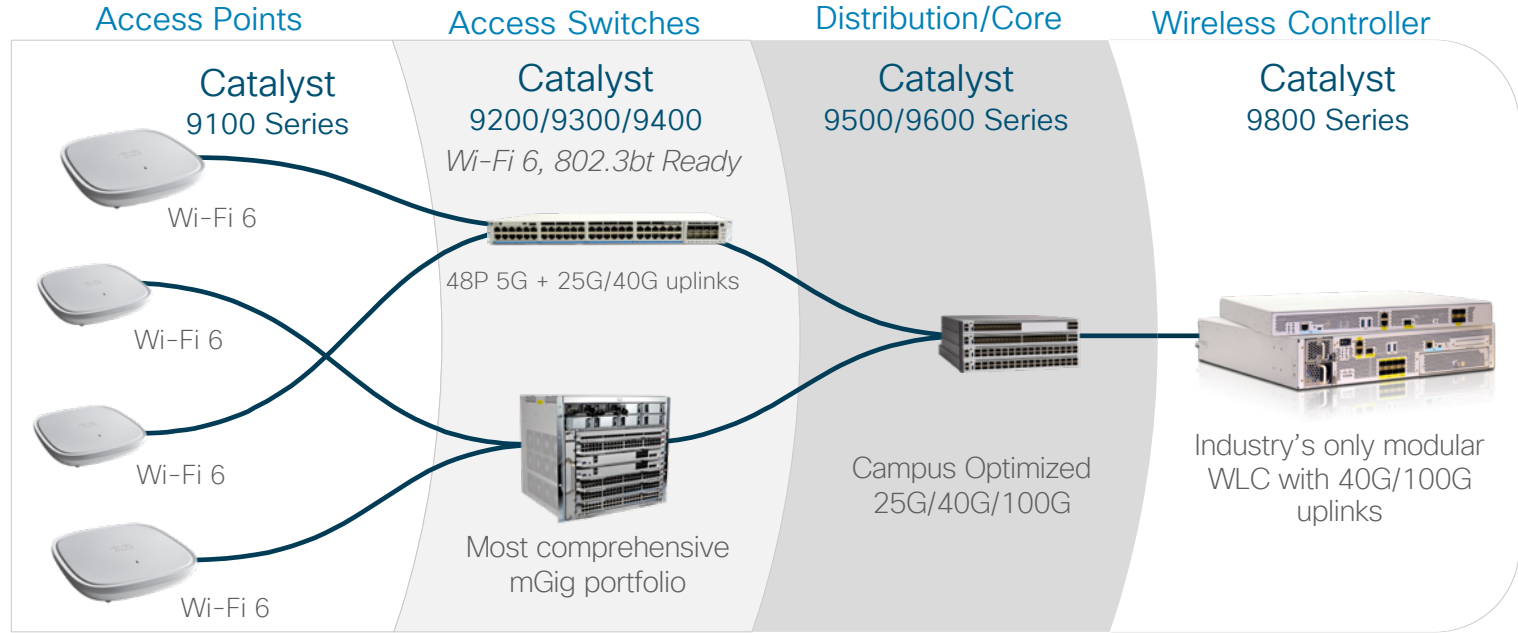 Access Points
Access Switches
Distribution/Core
Wireless Controller
Catalyst
9100 Series
Wi-Fi 6
Wi-Fi 6
Wi-Fi 6
Wi-Fi 6
Catalyst
9200/9300/9400
Wi-Fi 6, 802.3bt Ready
48P 5G + 25G/40G uplinks
Most comprehensive
mGig portfolio
Catalyst
9500/9600 Series
Campus Optimized
25G/40G/100G
Catalyst
9800 Series
Industry's only modular
WLC with 40G/100G
uplinks